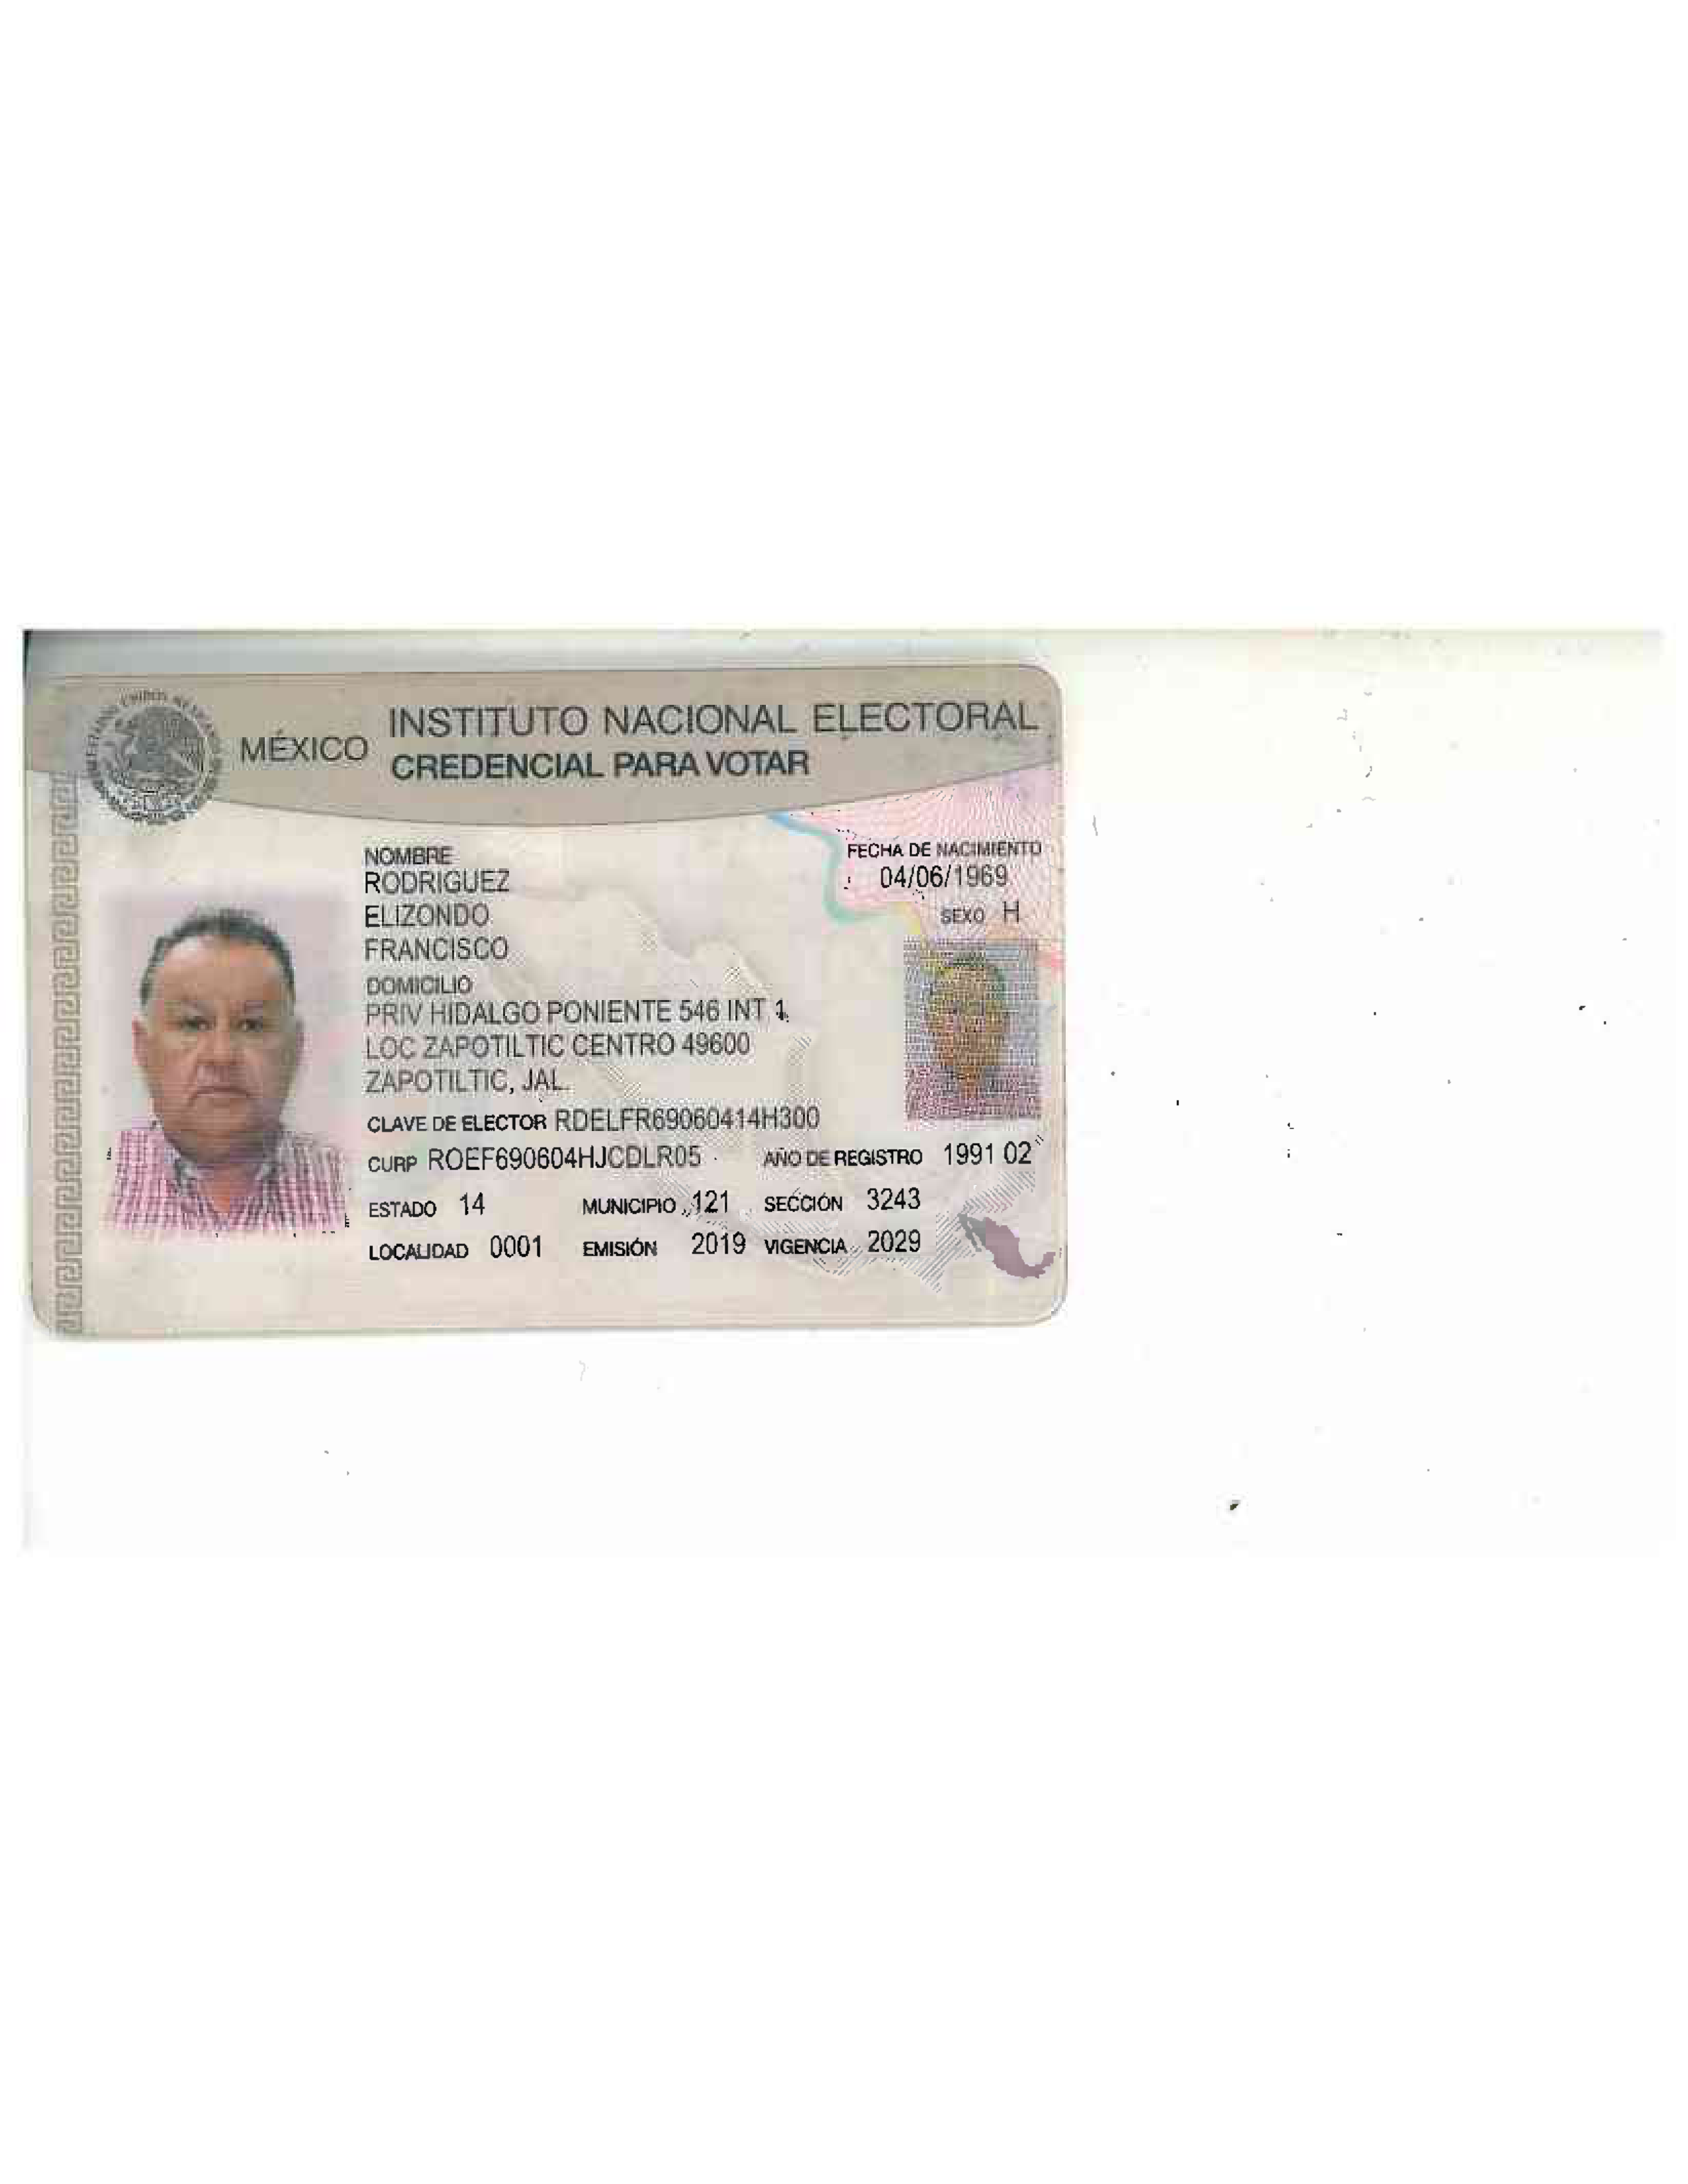 MÉXICO
INSTITUTO NACIONAL ELECTORAL
CREDENCIAL PARA VOTAR
NOMBRE
RODRIGUEZ
ELIZONDO
FRANCISCO
FECHA DE NACIMIENTO
04/06/1969
SEXO H
DOMICILIO
PRIV HIDALGO PONIENTE 546 INT 1
LOC ZAPOTILTIC CENTRO 49600
ZAPOTILTIC, JAL.
CLAVE DE ELECTOR RDELFR69060414H300
CURP ROEF690604HJCDLR05 AÑO DE REGISTRO 1991 02
ESTADO 14 MUNICIPIO 121 SECCIÓN 3243
LOCALIDAD 0001 EMISIÓN 2019 VIGENCIA 2029